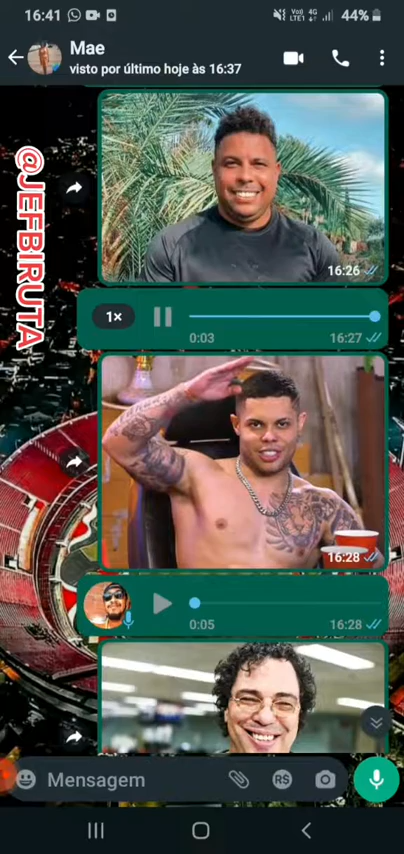 16:41
Vo))
LTE1
4G
44%
Mae
visto por último hoje às 16:37
@JEFBIRUTA
16:26
1×
0:03
16:27
16:28
0:05
16:28
Mensagem
R$